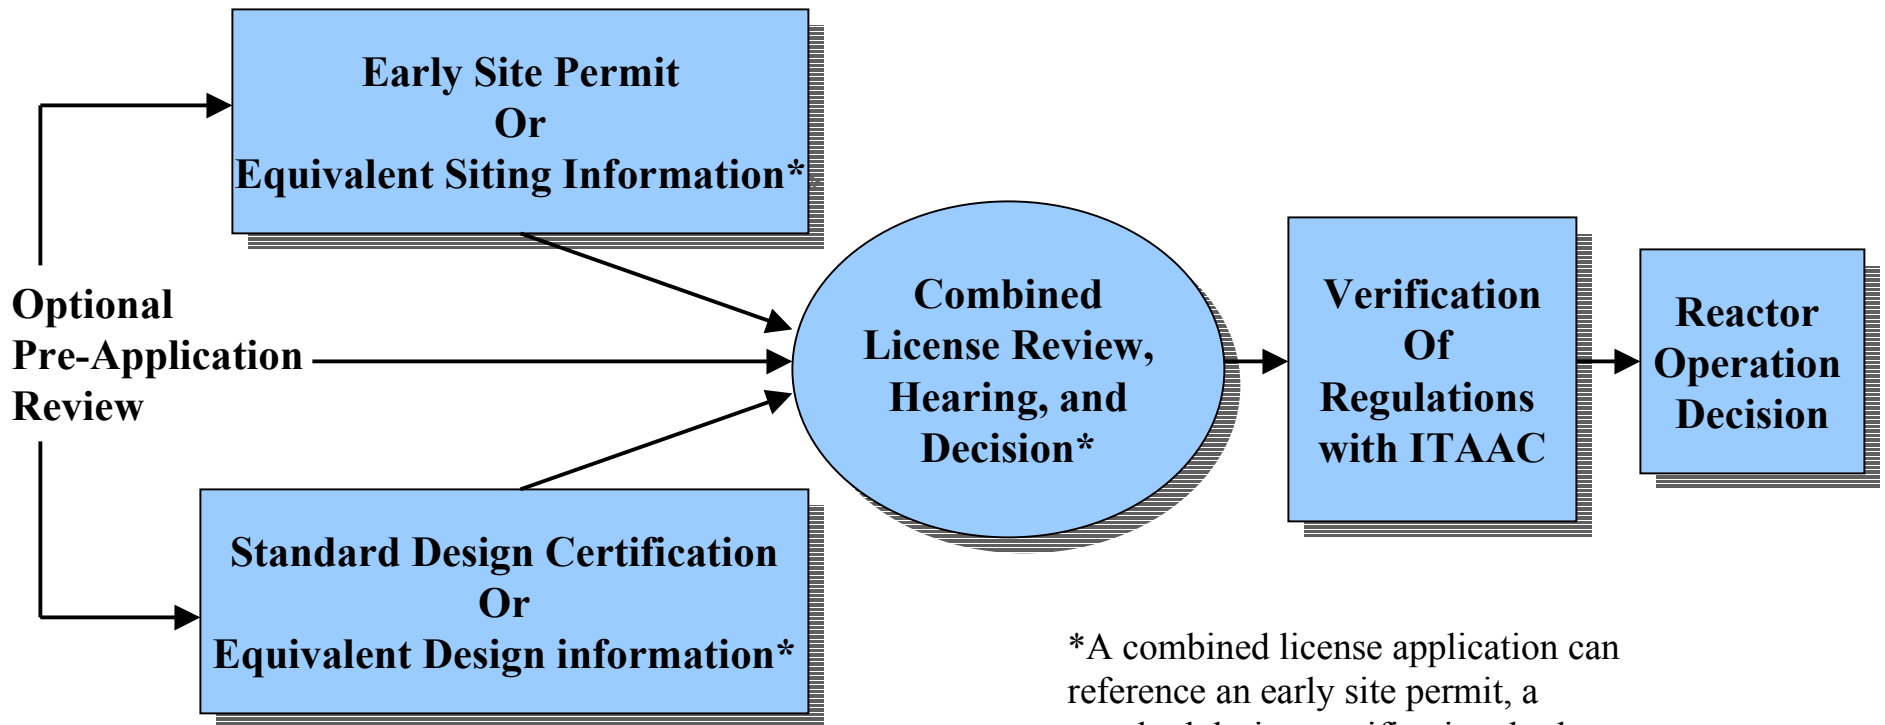 Early Site Permit
Or
Equivalent Siting Information*
Optional
Pre-Application
Review
Combined
License Review,
Hearing, and
Decision*
Verification
Of
Regulations
with ITAAC
Reactor
Operation
Decision
Standard Design Certification
Or
Equivalent Design information*
*A combined license application can
reference an early site permit, a